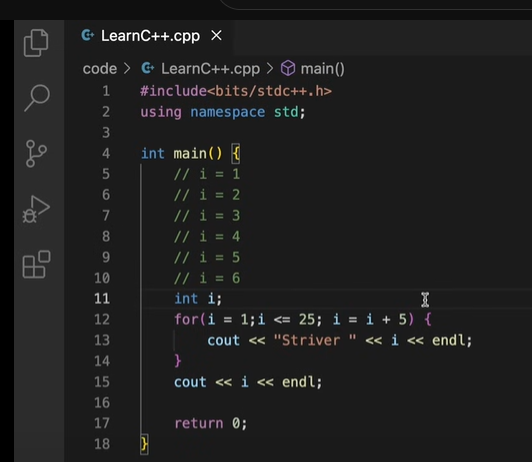 LearnC++.cpp ×
code > LearnC++.cpp > main()
1 #include<bits/stdc++.h>
2 using namespace std;
3
4 int main() {
5 // i = 1
6 // i = 2
7 // i = 3
8 // i = 4
9 // i = 5
10 // i = 6
11 int i;
12 for(i = 1;i <= 25; i = i + 5) {
13 cout << "Striver " << i << endl;
14 }
15 cout << i << endl;
16
17 return 0;
18 }